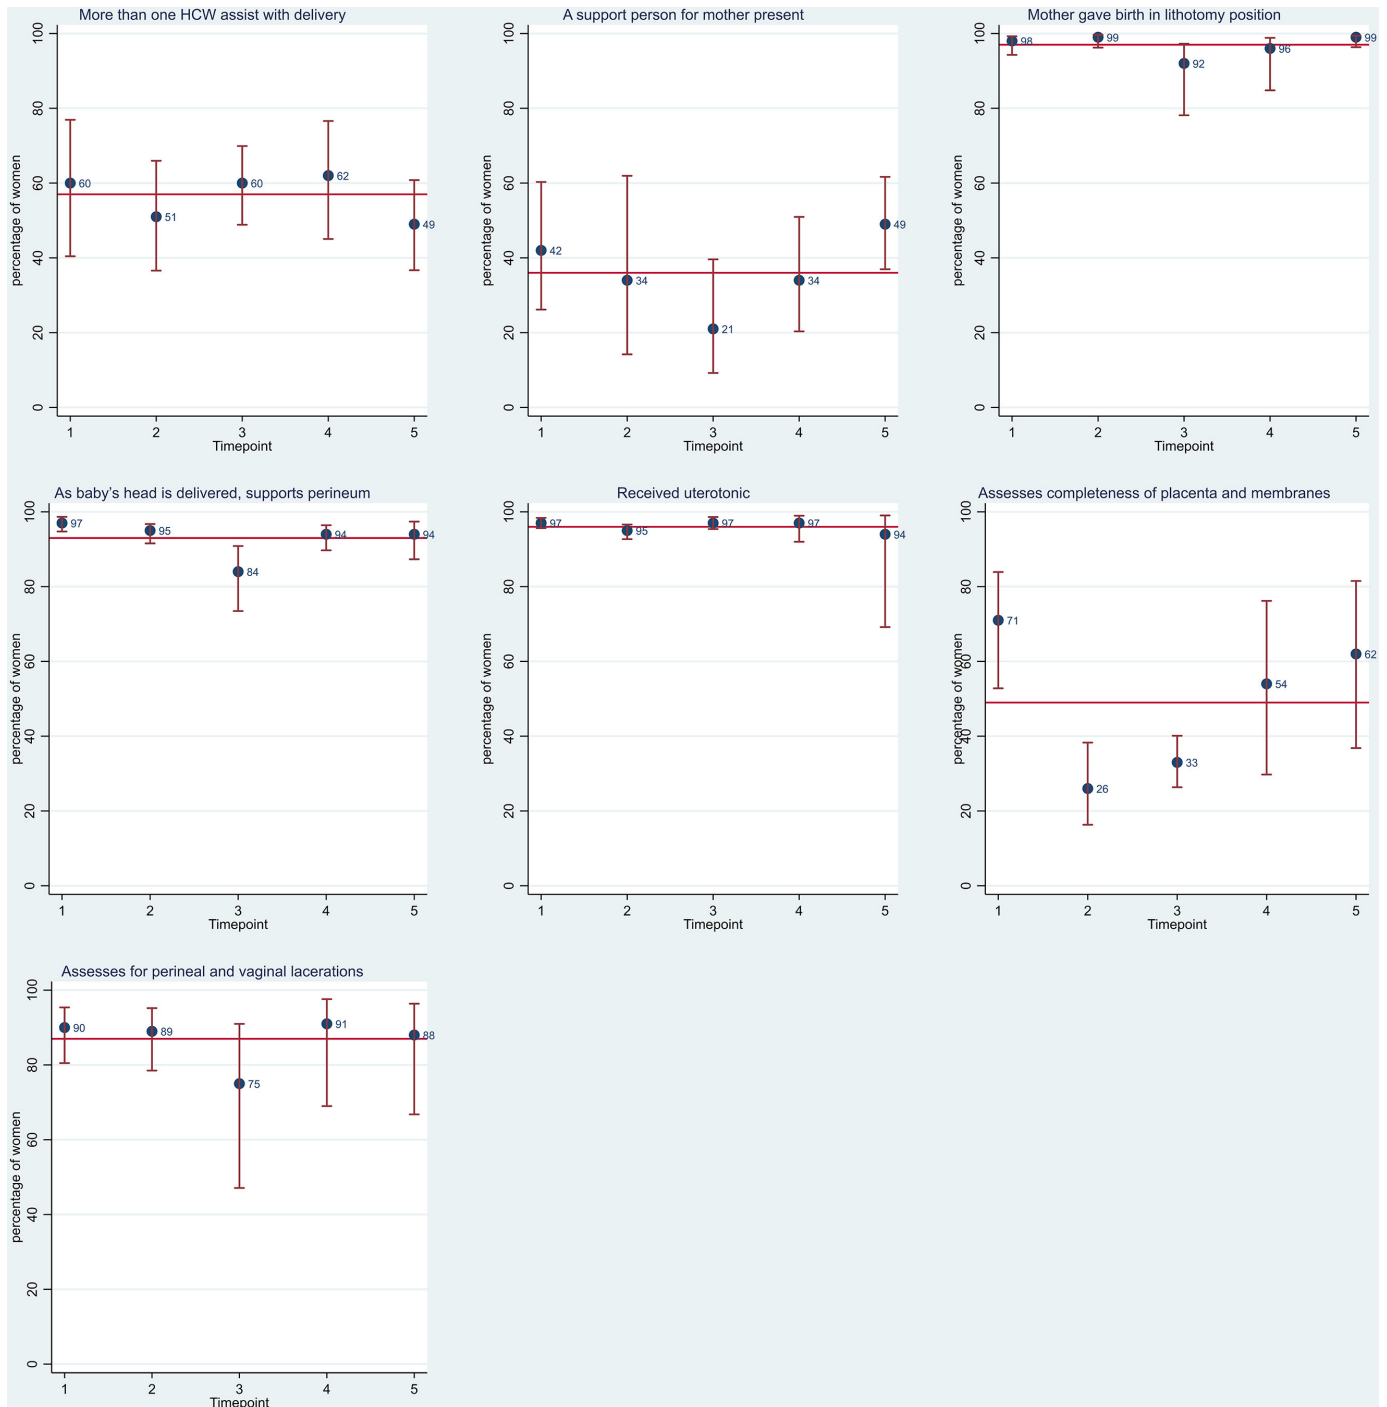 More than one HCW assist with delivery
percentage of women
100
80
60
40
20
0
60
51
60
62
49
1 2 3 4 5
Timepoint
A support person for mother present
percentage of women
100
80
60
40
20
0
42
34
21
34
49
1 2 3 4 5
Timepoint
Mother gave birth in lithotomy position
percentage of women
100
80
60
40
20
0
98
99
92
96
99
1 2 3 4 5
Timepoint
As baby's head is delivered, supports perineum
percentage of women
100
80
60
40
20
0
97
95
84
94
94
1 2 3 4 5
Timepoint
Received uterotonic
percentage of women
100
80
60
40
20
0
97
95
97
97
94
1 2 3 4 5
Timepoint
Assesses completeness of placenta and membranes
percentage of women
100
80
60
40
20
0
71
26
33
54
62
1 2 3 4 5
Timepoint
Assesses for perineal and vaginal lacerations
percentage of women
100
80
60
40
20
0
90
89
75
91
88
1 2 3 4 5
Timepoint